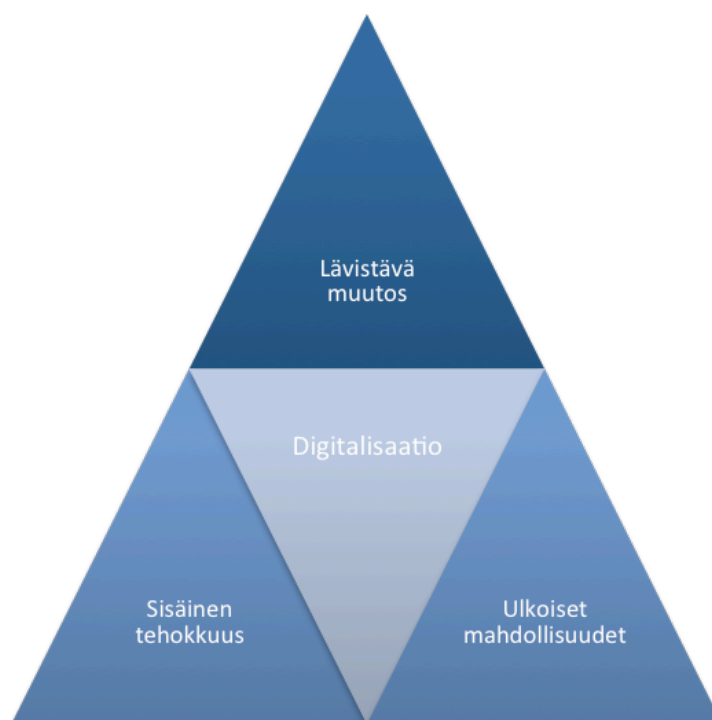 Lävistävä
muutos
Digitalisaatio
Sisäinen
tehokkuus
Ulkoiset
mahdollisuudet